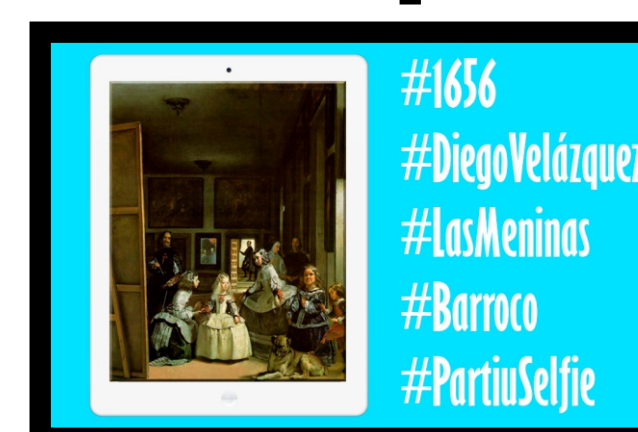 #1656
#DiegoVelázquez
#LasMeninas
#Barroco
#PartiuSelfie